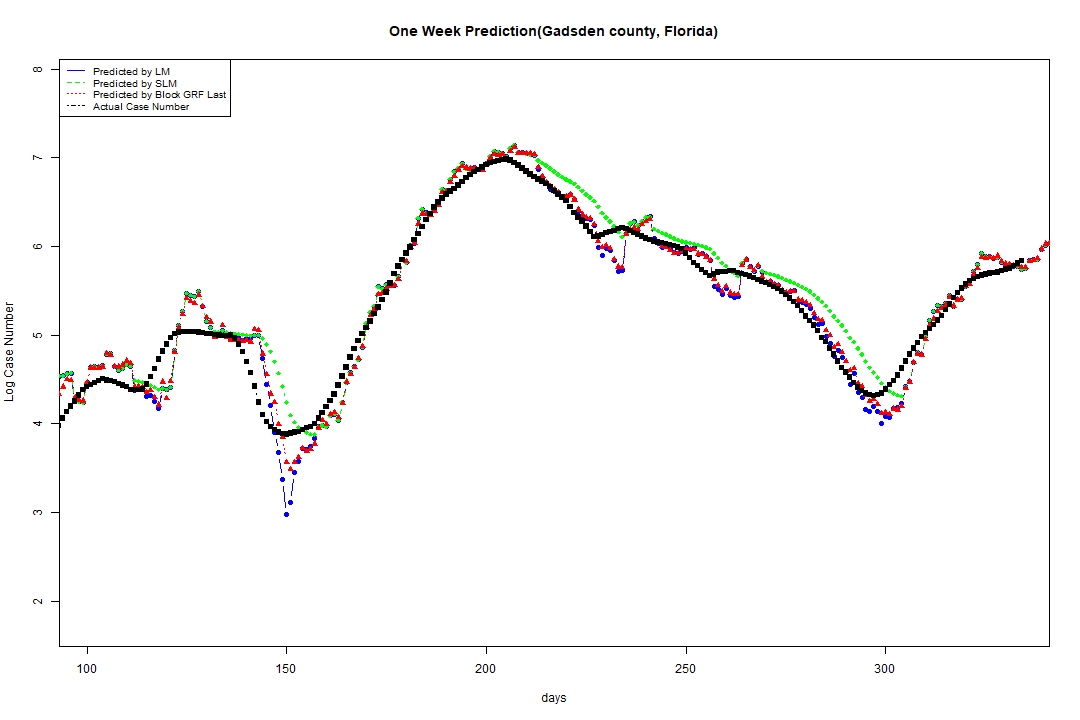 One Week Prediction(Gadsden county, Florida)
Predicted by LM
Predicted by SLM
Predicted by Block GRF Last
Actual Case Number
Log Case Number
8
7
6
5
4
3
2
100 150 200 250 300
days